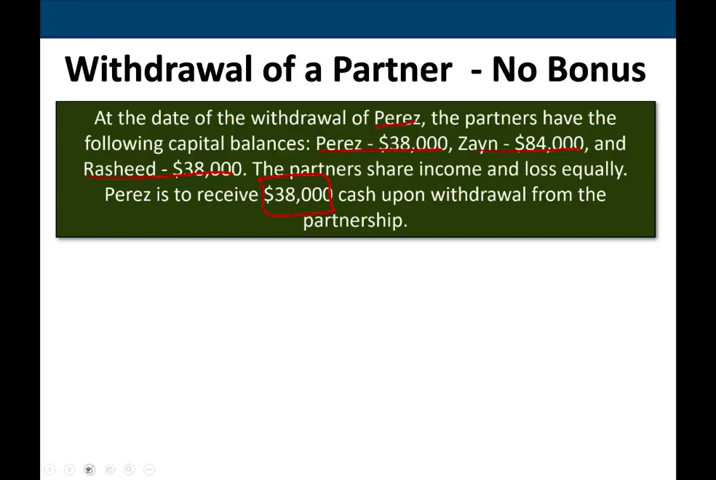 Withdrawal of a Partner - No Bonus
At the date of the withdrawal of Perez, the partners have the
following capital balances: Perez - $38,000, Zayn - $84,000, and
Rasheed - $38,000. The partners share income and loss equally.
Perez is to receive $38,000 cash upon withdrawal from the
partnership.